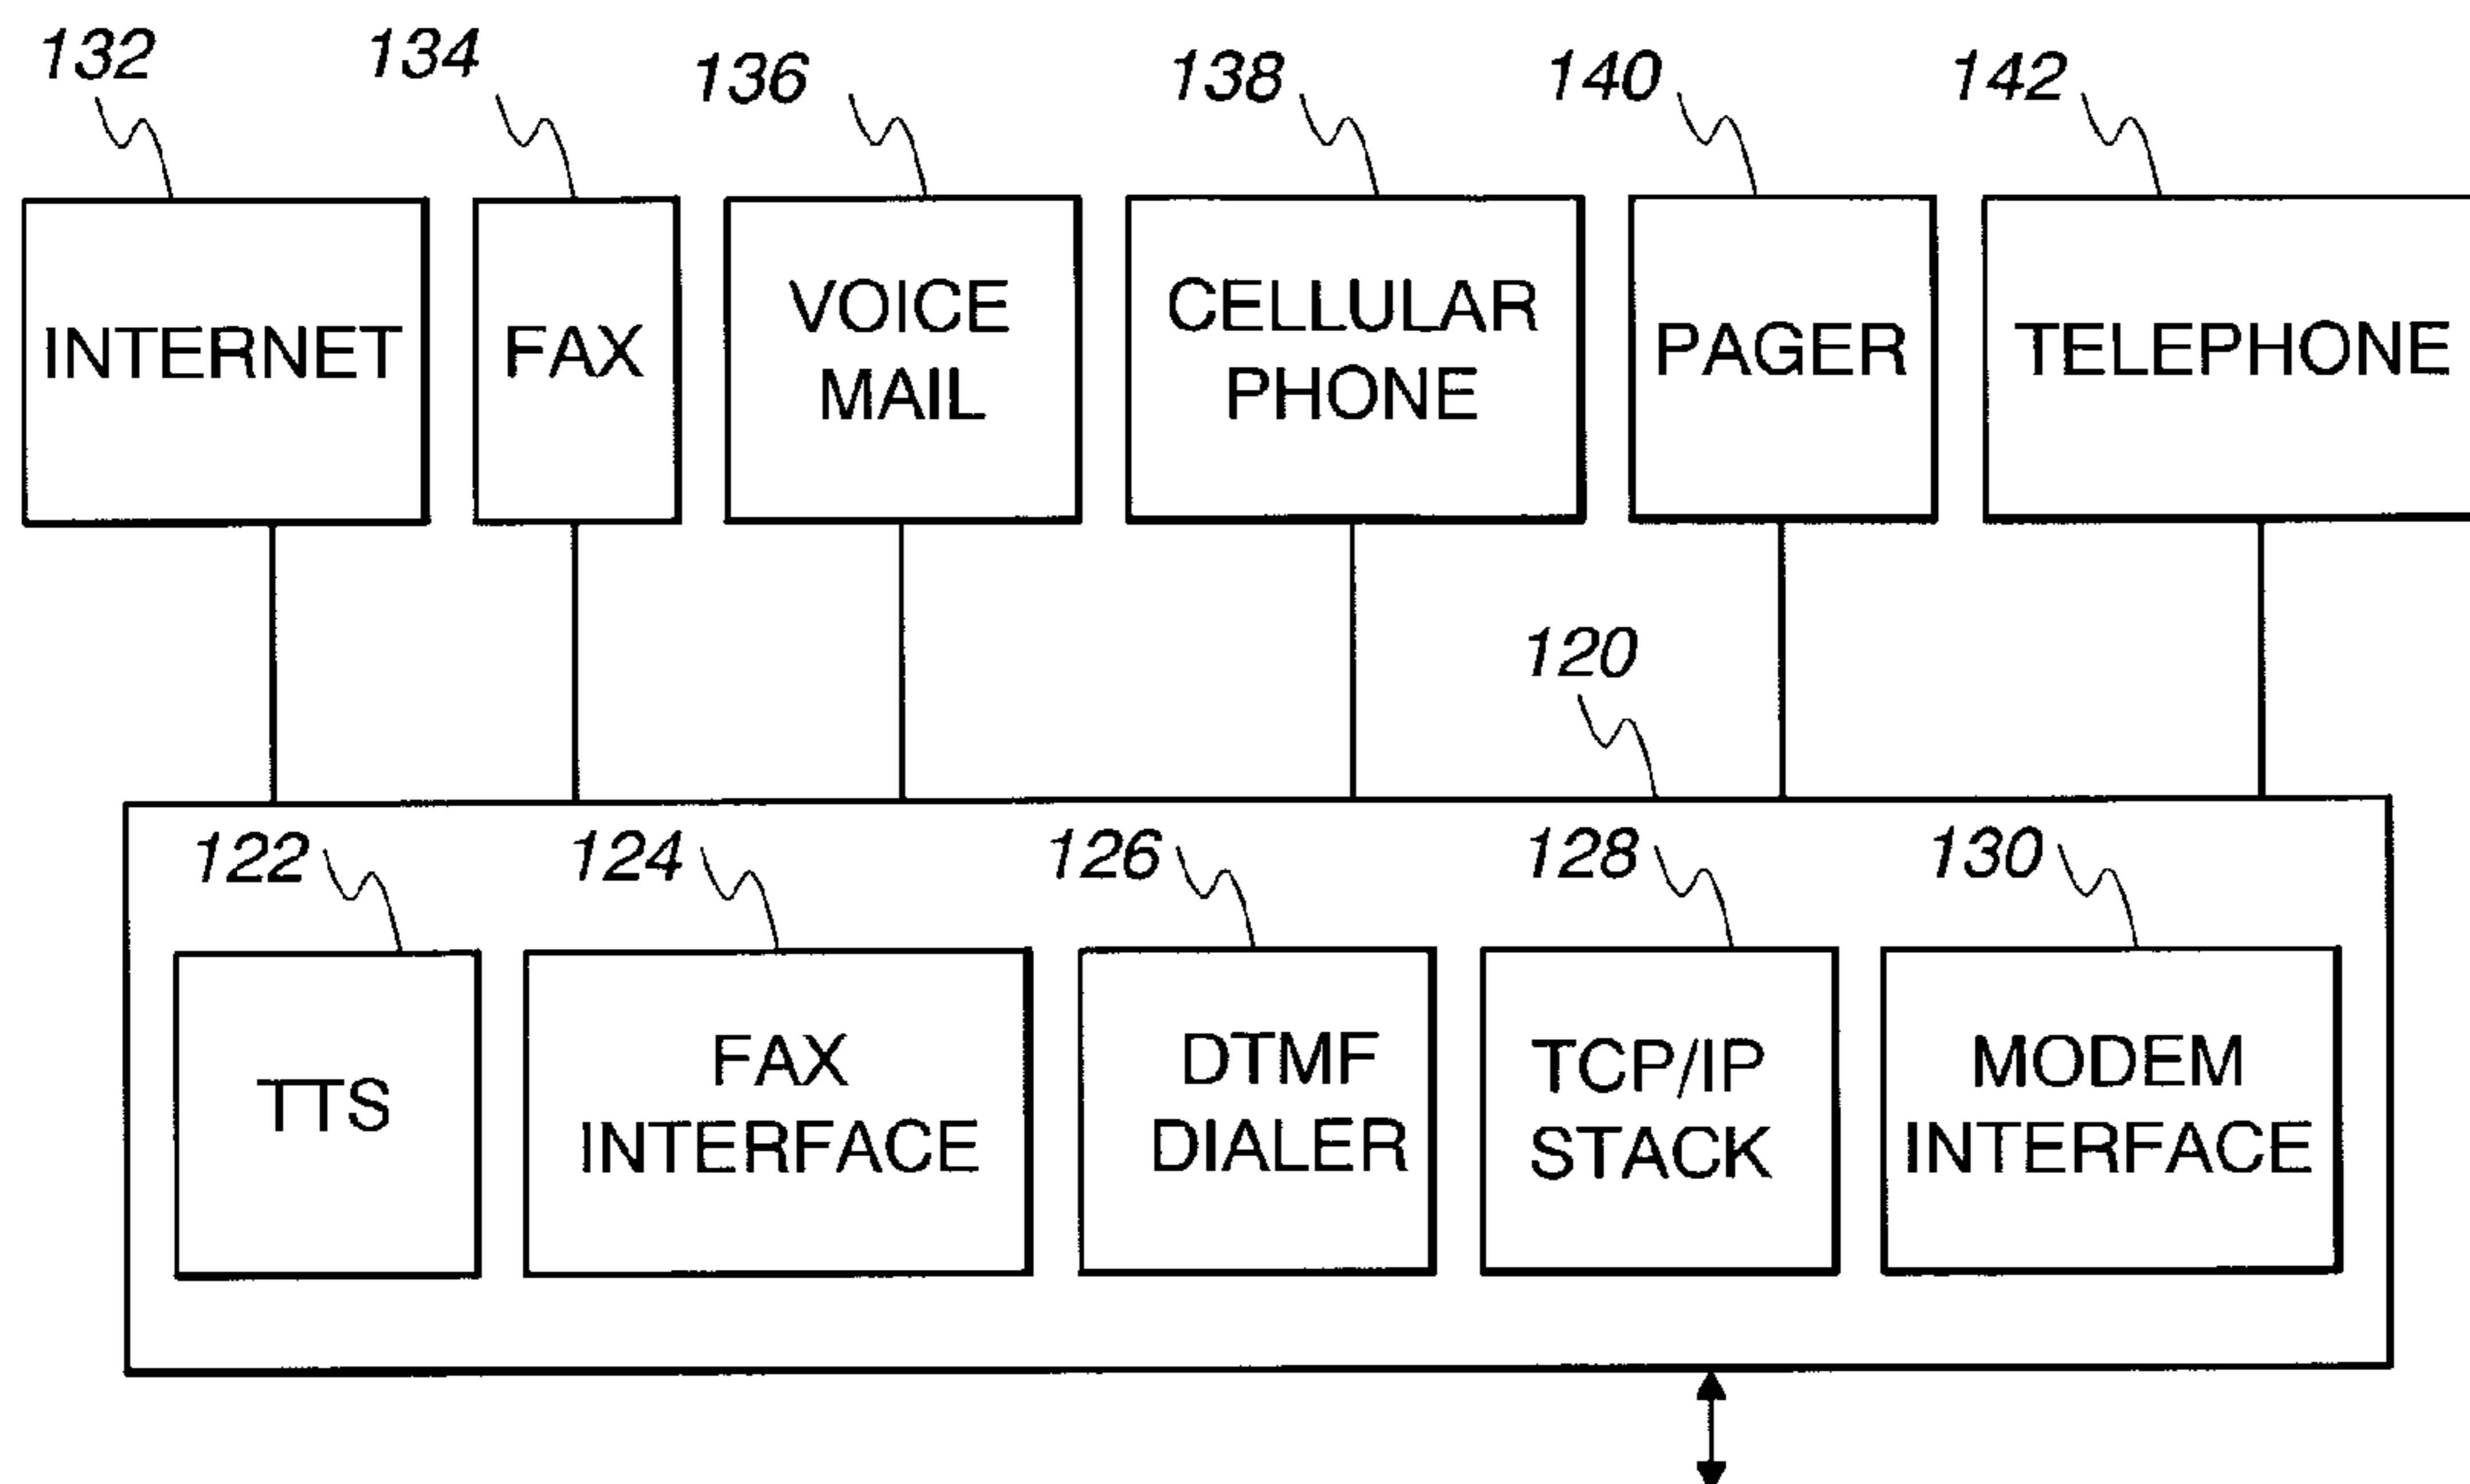 132
134
136
138
140
142
INTERNET
FAX
VOICE
MAIL
CELLULAR
PHONE
PAGER
TELEPHONE
120
122
124
126
128
130
TTS
FAX
INTERFACE
DTMF
DIALER
TCP/IP
STACK
MODEM
INTERFACE